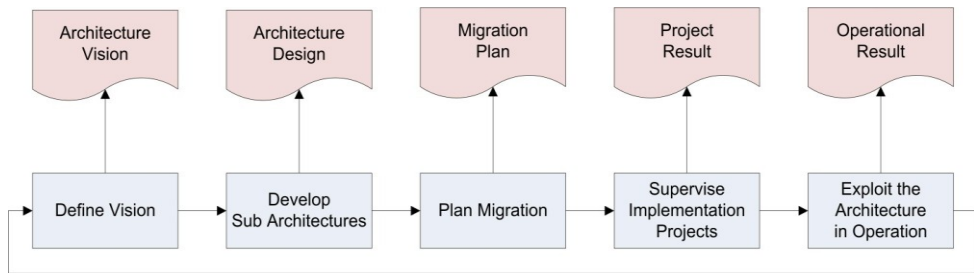 Architecture
Vision
Architecture
Design
Migration
Plan
Project
Result
Operational
Result
Define Vision
Develop
Sub Architectures
Plan Migration
Supervise
Implementation
Projects
Exploit the
Architecture
in Operation